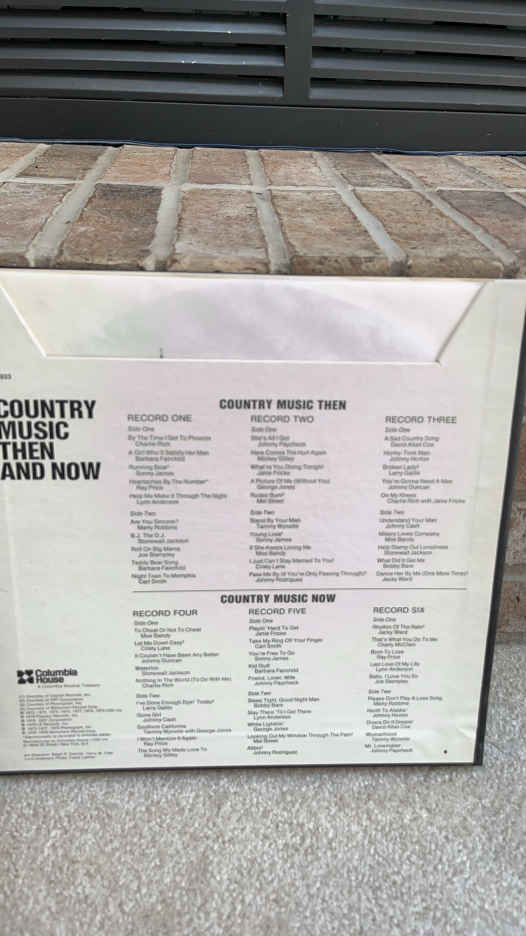 933
COUNTRY
MUSIC
THEN
AND NOW
COUNTRY MUSIC THEN
RECORD ONE
Side One
By The Time I Get To Phoenix
Charlie Rich
A Girl Who'll Satisfy Her Man
Barbara Fairchild
Running Bear
Sonny James
Heartaches By The Number
Ray Price
Help Me Make It Through The Night
Lynn Anderson
Side Two
Are You Sincere?
Marty Robbins
B.J. The D.J.
Stonewall Jackson
Roll On Big Mama
Joe Stampley
Teddy Bear Song
Barbara Fairchild
Night Train To Memphis
Carl Smith
RECORD TWO
Side One
She's All I Got
Johnny Paycheck
Here Comes The Hurt Again
Mickey Gilley
What're You Doing Tonight
Janie Fricke
A Picture Of Me (Without You)
George Jones
Rodeo Bum
Mel Street
Side Two
Stand By Your Man
Tammy Wynette
Young Love
Sonny James
If She Keeps Loving Me
Moe Bandy
I Just Can't Stay Married To You
Cristy Lane
Pass Me By (If You're Only Passing Through)
Johnny Rodriguez
RECORD THREE
Side One
A Sad Country Song
David Allan Coe
Honky-Tonk Man
Johnny Horton
Broken Lady
Larry Gatlin
You're Gonna Need A Man
Johnny Duncan
On My Knees
Charlie Rich with Janie Fricke
Side Two
Understand Your Man
Johnny Cash
Misery Loves Company
Moe Bandy
Help Stamp Out Loneliness
Stonewall Jackson
What Did It Get Me
Bobby Bare
Dance Her By Me (One More Time)
Jacky Ward
COUNTRY MUSIC NOW
RECORD FOUR
Side One
To Cheat Or Not To Cheat
Moe Bandy
Let Me Down Easy
Cristy Lane
It Couldn't Have Been Any Better
Johnny Duncan
Waterloo
Stonewall Jackson
Nothing In The World (To Do With Me)
Charlie Rich
Side Two
I've Done Enough Dyin' Today
Larry Gatlin
Gone Girl
Johnny Cash
Southern California
Tammy Wynette with George Jones
I Won't Mention It Again
Ray Price
The Song We Made Love To
Mickey Gilley
RECORD FIVE
Side One
Playin' Hard To Get
Janie Fricke
Take My Ring Off Your Finger
Carl Smith
You're Free To Go
Sonny James
Kid Stuff
Barbara Fairchild
Friend, Lover, Wife
Johnny Paycheck
Side Two
Sleep Tight, Good Night Man
Bobby Bare
May There 'Til I Get There
Lynn Anderson
White Lightnin'
George Jones
Looking Out My Window Through The Pain
Mel Street
Alibis
Johnny Rodriguez
RECORD SIX
Side One
Rhythm Of The Rain
Jacky Ward
That's What You Do To Me
Charly McClain
Born To Lose
Ray Price
Last Love Of My Life
Lynn Anderson
Baby, I Love You So
Joe Stampley
Side Two
Please Don't Play A Love Song
Marty Robbins
North To Alaska
Johnny Horton
Divers Do It Deeper
David Allan Coe
Womanhood
Tammy Wynette
Mr. Lovemaker
Johnny Paycheck
Columbia
House
A Columbia Musical Treasury